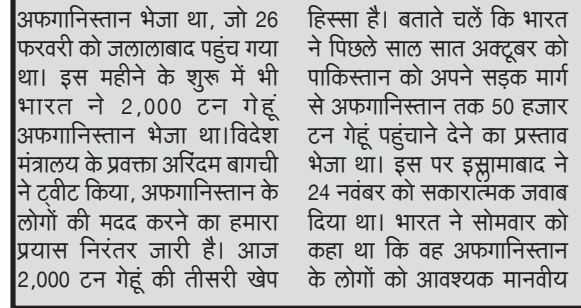 अफगानिस्तान भेजा था, जो 26
फरवरी को जलालाबाद पहुंच गया
था। इस महीने के शुरू में भी
भारत ने 2,000 टन गेहूं
अफगानिस्तान भेजा था।विदेश
मंत्रालय के प्रवक्ता अरिंदम बागची
ने ट्वीट किया, अफगानिस्तान के
लोगों की मदद करने का हमारा
प्रयास निरंतर जारी है। आज
2,000 टन गेहूं की तीसरी खेप
हिस्सा है। बताते चलें कि भारत
ने पिछले साल सात अक्टूबर को
पाकिस्तान को अपने सड़क मार्ग
से अफगानिस्तान तक 50 हजार
टन गेहूं पहुंचाने देने का प्रस्ताव
भेजा था। इस पर इस्लामाबाद ने
24 नवंबर को सकारात्मक जवाब
दिया था। भारत ने सोमवार को
कहा था कि वह अफगानिस्तान
के लोगों को आवश्यक मानवीय